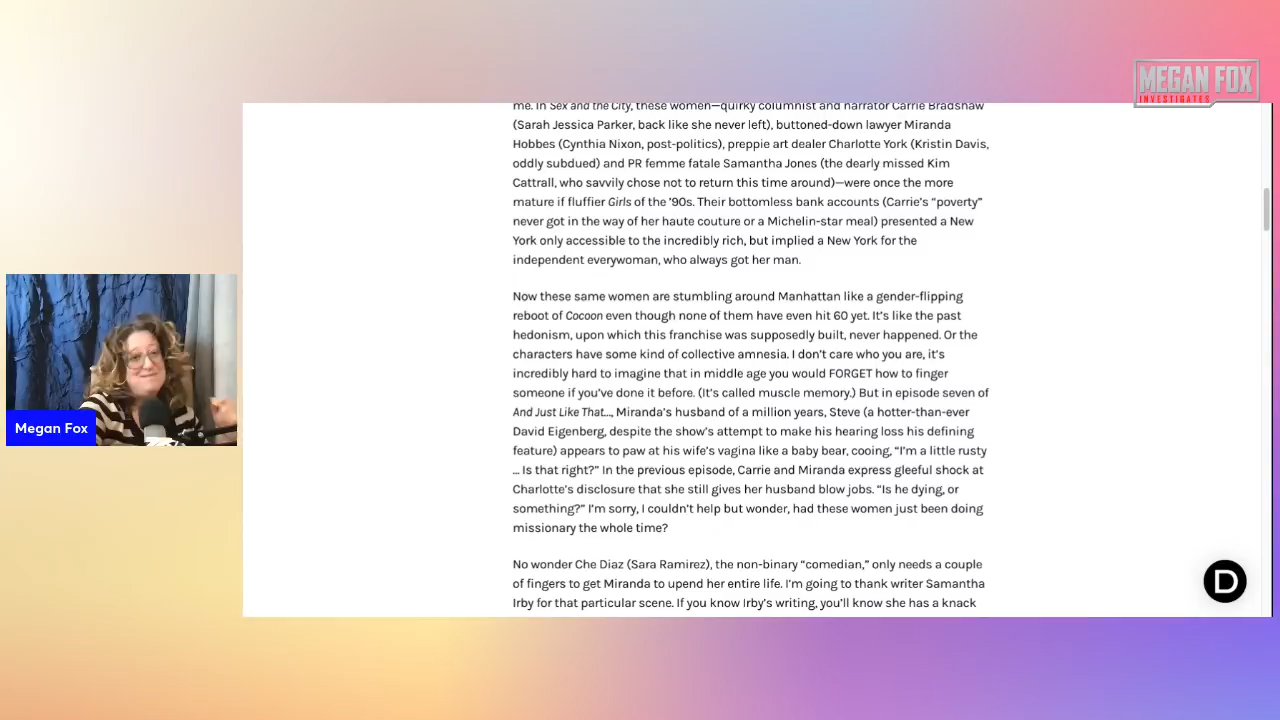 MEGAN FOX
INVESTIGATES
me. In Sex and the City, these women—quirky columnist and narrator Carrie Bradshaw
(Sarah Jessica Parker, back like she never left), buttoned-down lawyer Miranda
Hobbes (Cynthia Nixon, post-politics), preppie art dealer Charlotte York (Kristin Davis,
oddly subdued) and PR femme fatale Samantha Jones (the dearly missed Kim
Cattrall, who savvily chose not to return this time around)—were once the more
mature if fluffier Girls of the ’90s. Their bottomless bank accounts (Carrie’s “poverty”
never got in the way of her haute couture or a Michelin-star meal) presented a New
York only accessible to the incredibly rich, but implied a New York for the
independent everywoman, who always got her man.
Now these same women are stumbling around Manhattan like a gender-flipping
reboot of Cocoon even though none of them have even hit 60 yet. It’s like the past
hedonism, upon which this franchise was supposedly built, never happened. Or the
characters have some kind of collective amnesia. I don’t care who you are, it’s
incredibly hard to imagine that in middle age you would FORGET how to finger
someone if you’ve done it before. (It’s called muscle memory.) But in episode seven of
And Just Like That…, Miranda’s husband of a million years, Steve (a hotter-than-ever
David Eigenberg, despite the show’s attempt to make his hearing loss his defining
feature) appears to paw at his wife’s vagina like a baby bear, cooing, “I’m a little rusty
… Is that right?” In the previous episode, Carrie and Miranda express gleeful shock at
Charlotte’s disclosure that she still gives her husband blow jobs. “Is he dying, or
something?” I’m sorry, I couldn’t help but wonder, had these women just been doing
missionary the whole time?
No wonder Che Diaz (Sara Ramirez), the non-binary “comedian,” only needs a couple
of fingers to get Miranda to upend her entire life. I’m going to thank writer Samantha
Irby for that particular scene. If you know Irby’s writing, you’ll know she has a knack
Megan Fox
D